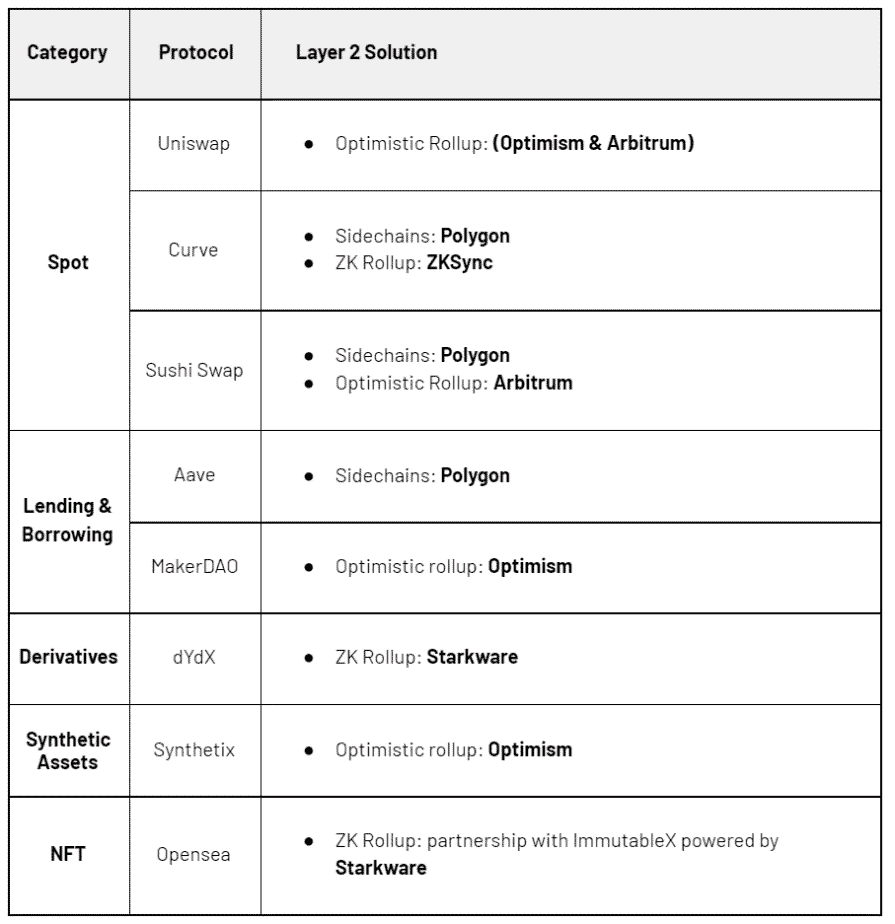 Category Protocol Layer 2 Solution
Uniswap
● Optimistic Rollup: (Optimism & Arbitrum)
Spot
Curve
● Sidechains: Polygon
● ZK Rollup: ZKSync
Sushi Swap
● Sidechains: Polygon
● Optimistic Rollup: Arbitrum
Lending &
Borrowing
Aave
● Sidechains: Polygon
MakerDAO
● Optimistic rollup: Optimism
Derivatives
dYdX
● ZK Rollup: Starkware
Synthetic
Assets
Synthetix
● Optimistic rollup: Optimism
NFT
Opensea
● ZK Rollup: partnership with ImmutableX powered by
Starkware